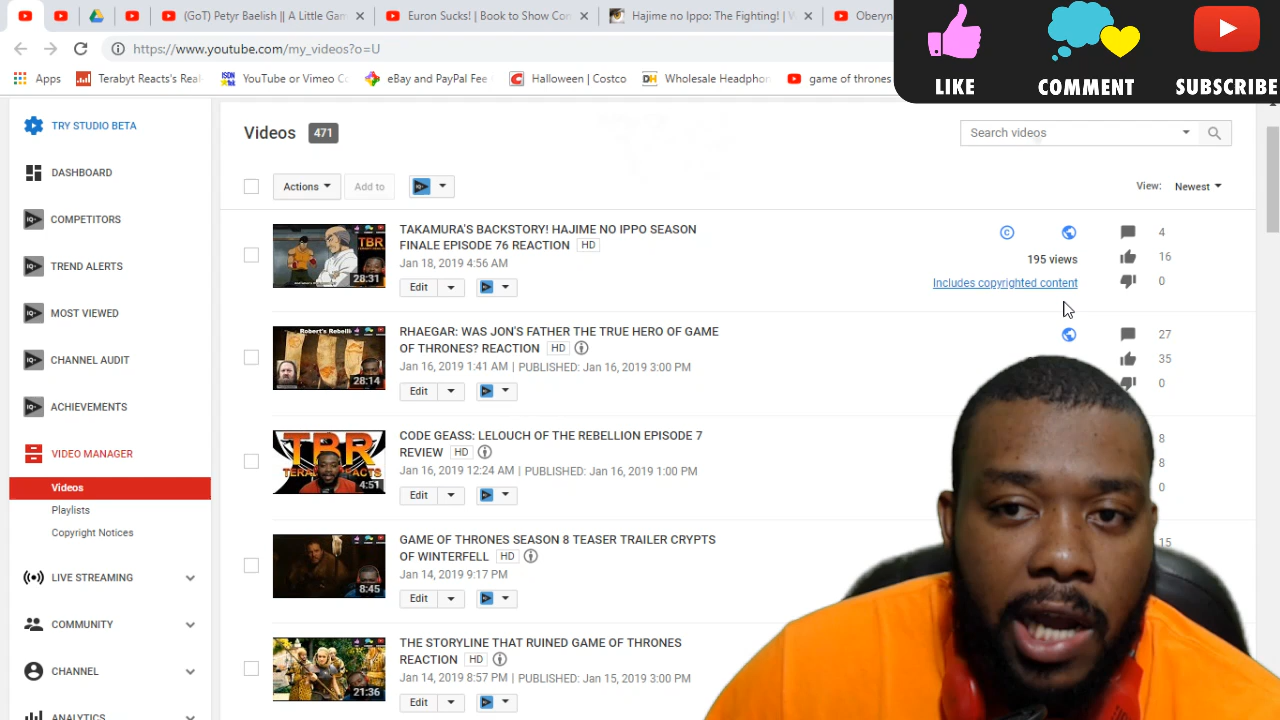 (GoT) Petyr Baelish || A Little Gam
Euron Sucks! | Book to Show Con
Hajime no Ippo: The Fighting! | W
Oberyn
https://www.youtube.com/my_videos?o=U
Apps
Terabyt Reacts's Real-
YouTube or Vimeo Co
eBay and PayPal Fee
Halloween | Costco
Wholesale Headphon
game of thrones
LIKE
COMMENT
SUBSCRIBE
TRY STUDIO BETA
DASHBOARD
COMPETITORS
TREND ALERTS
MOST VIEWED
CHANNEL AUDIT
ACHIEVEMENTS
VIDEO MANAGER
Videos
Playlists
Copyright Notices
LIVE STREAMING
COMMUNITY
CHANNEL
ANALYTICS
Videos 471
Search videos
Actions
Add to
View: Newest
TAKAMURA'S BACKSTORY! HAJIME NO IPPO SEASON
FINALE EPISODE 76 REACTION HD
Jan 18, 2019 4:56 AM
Edit
28:31
TBR
195 views
Includes copyrighted content
4
16
0
RHAEGAR: WAS JON'S FATHER THE TRUE HERO OF GAME
OF THRONES? REACTION HD
Jan 16, 2019 1:41 AM | PUBLISHED: Jan 16, 2019 3:00 PM
Edit
Robert's Rebelli
28:14
27
35
0
CODE GEASS: LELOUCH OF THE REBELLION EPISODE 7
REVIEW HD
Jan 16, 2019 12:24 AM | PUBLISHED: Jan 16, 2019 1:00 PM
Edit
TBR
4:51
8
8
0
GAME OF THRONES SEASON 8 TEASER TRAILER CRYPTS
OF WINTERFELL HD
Jan 14, 2019 9:17 PM
Edit
8:45
15
THE STORYLINE THAT RUINED GAME OF THRONES
REACTION HD
Jan 14, 2019 8:57 PM | PUBLISHED: Jan 15, 2019 3:00 PM
Edit
21:36